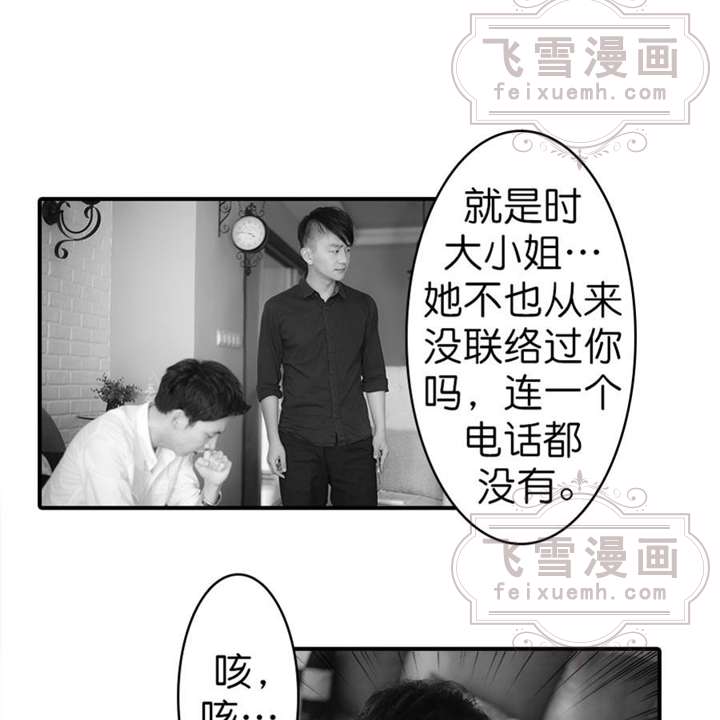 飞雪漫画
feixuemh.com
就是时
大小姐…
她不也从来
没联络过你
吗，连一个
电话都
没有。
飞雪漫画
feixuemh.com
咳，
咳…